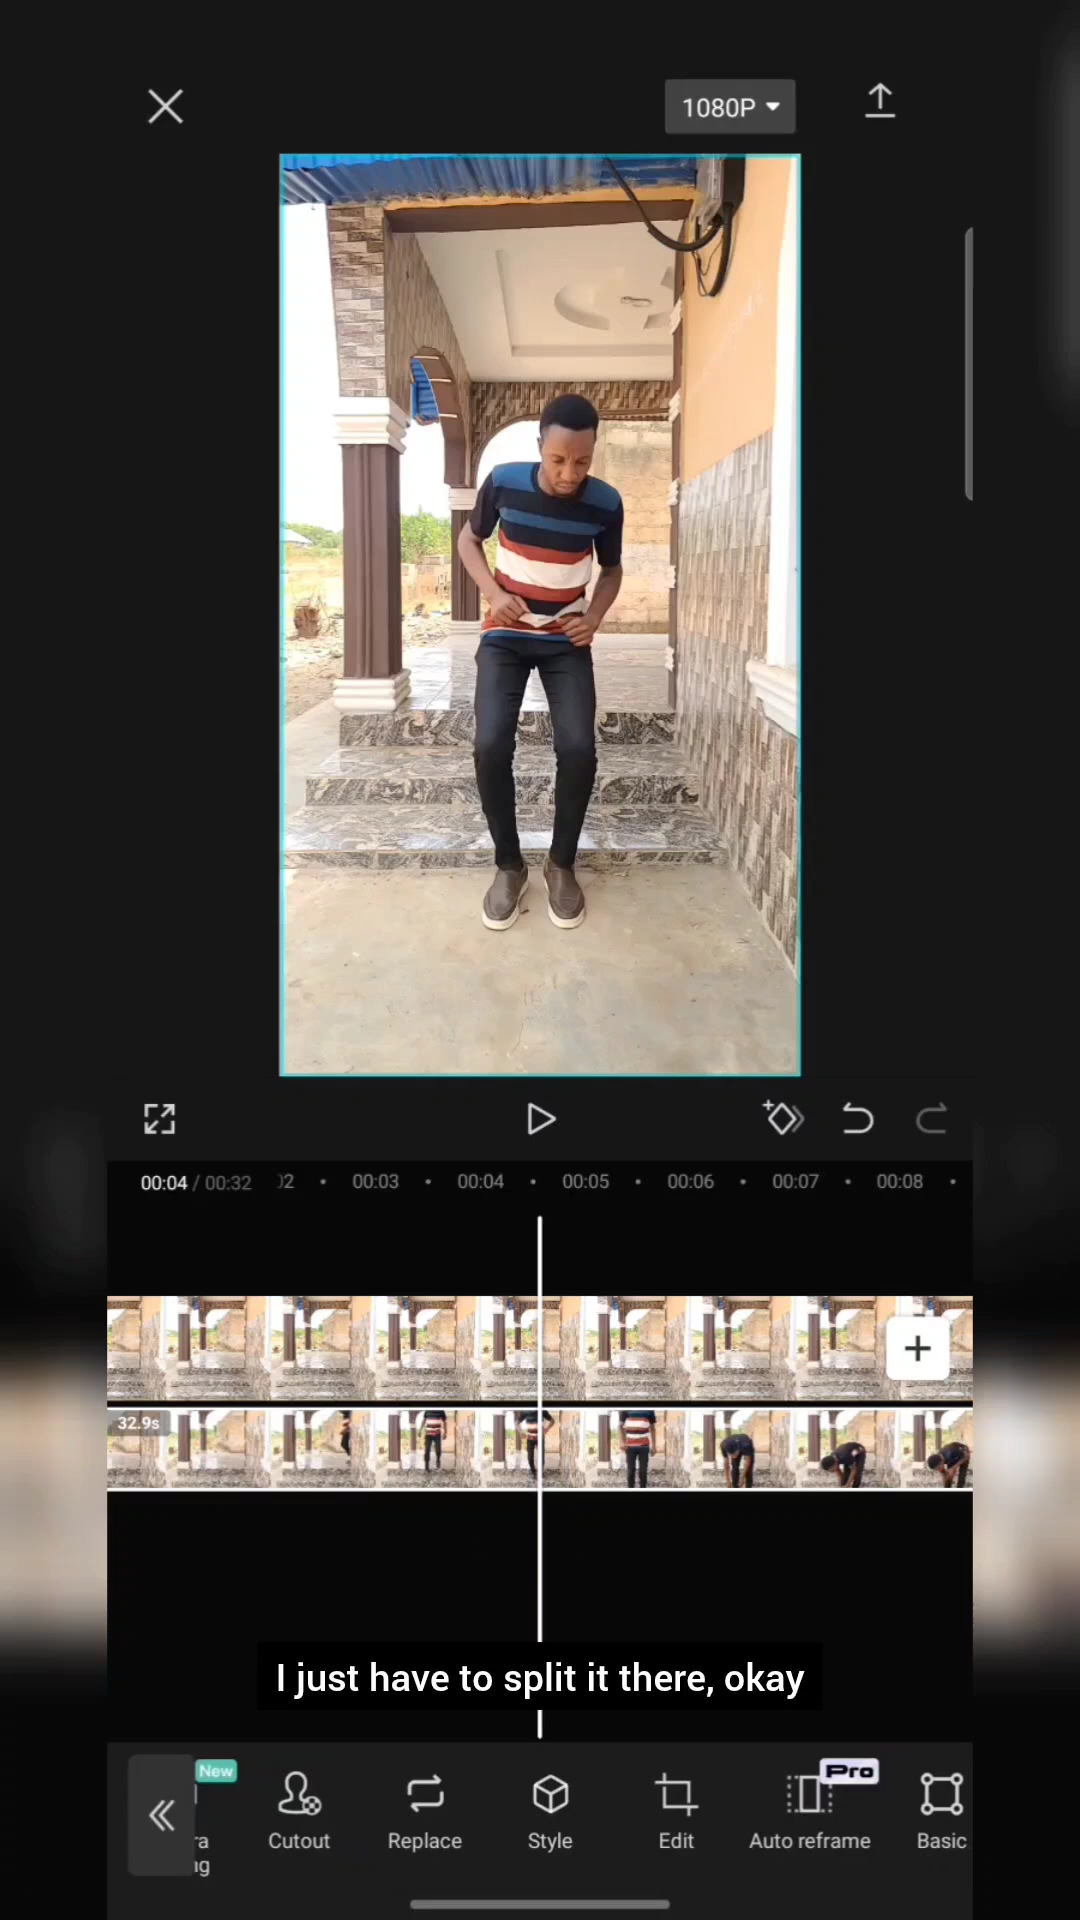 1080P
00:04 / 00:32
00:03
00:04
00:05
00:06
00:07
00:08
32.9s
I just have to split it there, okay
New
Pro
Cutout
Replace
Style
Edit
Auto reframe
Basic